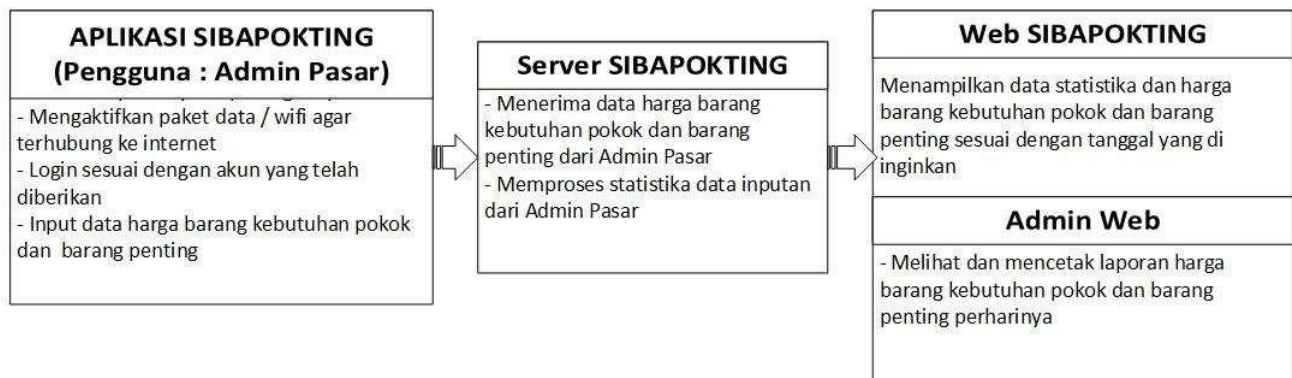 APLIKASI SIBAPOKTING
(Pengguna : Admin Pasar)
- Mengaktifkan paket data / wifi agar
terhubung ke internet
- Login sesuai dengan akun yang telah
diberikan
- Input data harga barang kebutuhan pokok
dan barang penting
Server SIBAPOKTING
- Menerima data harga barang
kebutuhan pokok dan barang
penting dari Admin Pasar
- Memproses statistika data inputan
dari Admin Pasar
Web SIBAPOKTING
Menampilkan data statistika dan harga
barang kebutuhan pokok dan barang
penting sesuai dengan tanggal yang di
inginkan
Admin Web
- Melihat dan mencetak laporan harga
barang kebutuhan pokok dan barang
penting perharinya